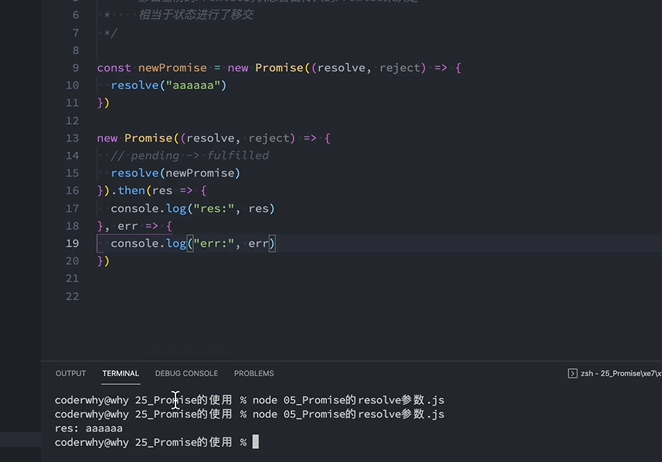 6 * 相当于状态进行了移交
7 */
8
9 const newPromise = new Promise((resolve, reject) => {
10 resolve("aaaaaa")
11 })
12
13 new Promise((resolve, reject) => {
14 // pending -> fulfilled
15 resolve(newPromise)
16 }).then(res => {
17 console.log("res:", res)
18 }, err => {
19 console.log("err:", err)
20 })
21
22
OUTPUT TERMINAL DEBUG CONSOLE PROBLEMS zsh - 25_Promise\xe7\x
coderwhy@why 25_Promise的使用 % node 05_Promise的resolve参数.js
coderwhy@why 25_Promise的使用 % node 05_Promise的resolve参数.js
res: aaaaaa
coderwhy@why 25_Promise的使用 %